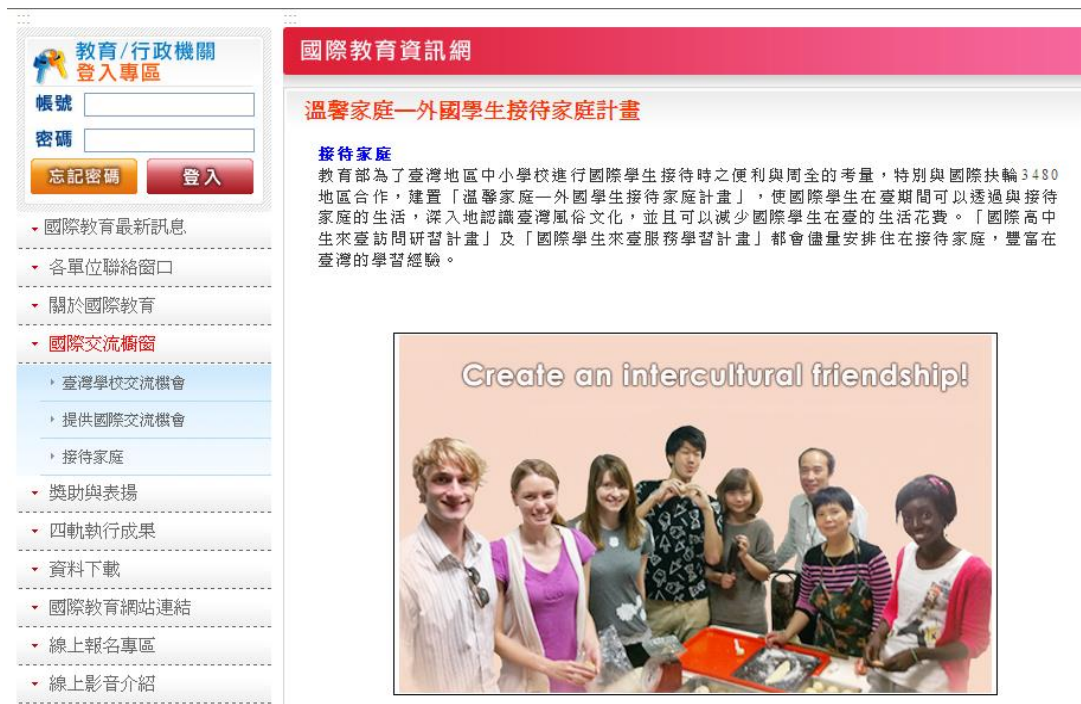 教育/行政機關
登入專區
帳號
密碼
忘記密碼
登入
國際教育最新訊息
各單位聯絡窗口
關於國際教育
國際交流櫥窗
臺灣學校交流機會
提供國際交流機會
接待家庭
獎助與表揚
四軌執行成果
資料下載
國際教育網站連結
線上報名專區
線上影音介紹
國際教育資訊網
溫馨家庭—外國學生接待家庭計畫
接待家庭
教育部為了臺灣地區中小學校進行國際學生接待時之便利與周全的考量，特別與國際扶輪3480
地區合作，建置「溫馨家庭—外國學生接待家庭計畫」，使國際學生在臺期間可以透過與接待
家庭的生活，深入地認識臺灣風俗文化，並且可以減少國際學生在臺的生活花費。「國際高中
生來臺訪問研習計畫」及「國際學生來臺服務學習計畫」都會儘量安排住在接待家庭，豐富在
臺灣的學習經驗。
Create an intercultural friendship!